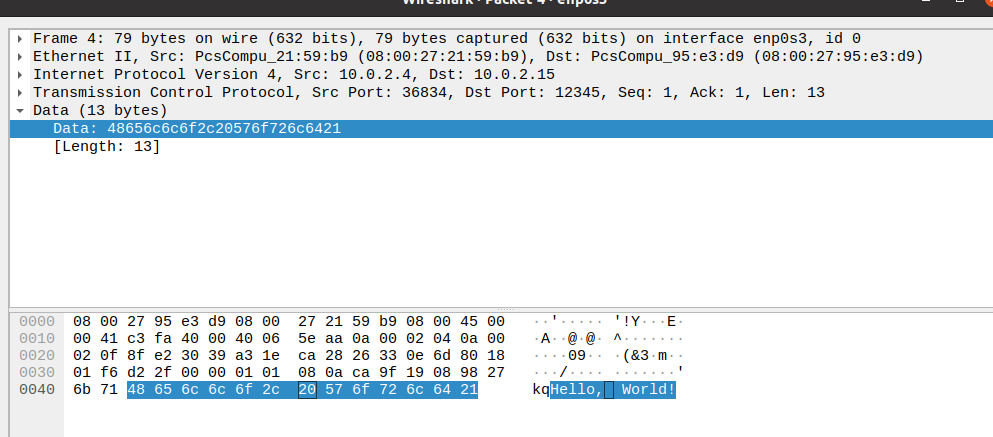 Wireshark · Packet 4 · enp0s3
Frame 4: 79 bytes on wire (632 bits), 79 bytes captured (632 bits) on interface enp0s3, id 0
Ethernet II, Src: PcsCompu_21:59:b9 (08:00:27:21:59:b9), Dst: PcsCompu_95:e3:d9 (08:00:27:95:e3:d9)
Internet Protocol Version 4, Src: 10.0.2.4, Dst: 10.0.2.15
Transmission Control Protocol, Src Port: 36834, Dst Port: 12345, Seq: 1, Ack: 1, Len: 13
Data (13 bytes)
Data: 48656c6c6f2c20576f726c6421
[Length: 13]
0000 08 00 27 95 e3 d9 08 00 27 21 59 b9 08 00 45 00 ··'····· '!Y···E·
0010 00 41 c3 fa 40 00 40 06 5e aa 0a 00 02 04 0a 00 ·A··@·@· ^·······
0020 02 0f 8f e2 30 39 a3 1e ca 28 26 33 0e 6d 80 18 ····09·· ·(&3·m··
0030 01 f6 d2 2f 00 00 01 01 08 0a ca 9f 19 08 98 27 ···/···· ·······'
0040 6b 71 48 65 6c 6c 6f 2c 20 57 6f 72 6c 64 21 kqHello, World!